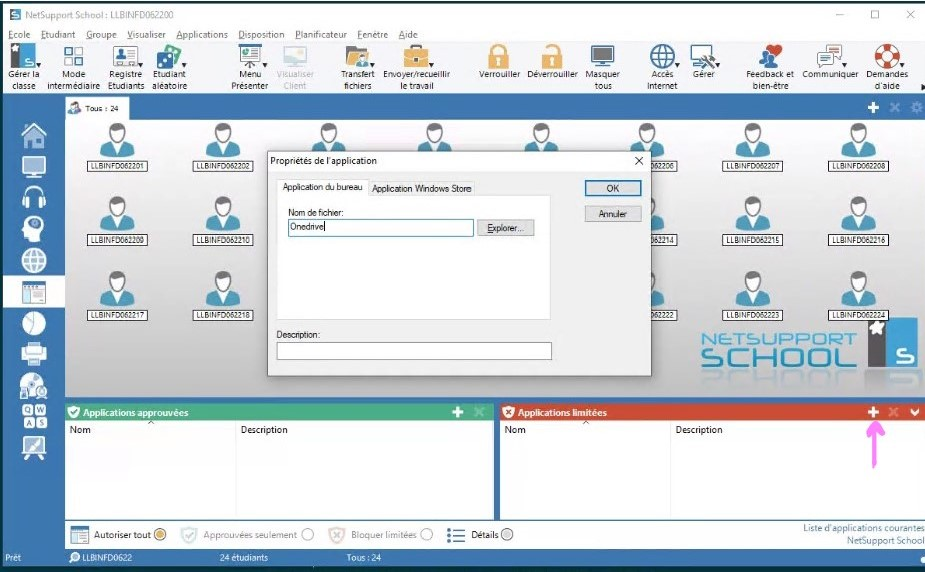 NetSupport School : LLBINFD062200
Ecole Etudiant Groupe Visualiser Applications Disposition Planificateur Fenêtre Aide
Gérer la classe
Mode intermédiaire
Registre Etudiants
Etudiant aléatoire
Menu Présenter
Visualiser Client
Transfert fichiers
Envoyer/recueillir le travail
Verrouiller
Déverrouiller
Masquer tous
Accès Internet
Gérer
Feedback et bien-être
Communiquer
Demandes d'aide
Tous : 24
LLBINFD062201
LLBINFD062202
62206
LLBINFD062207
LLBINFD062208
LLBINFD062209
LLBINFD062210
62214
LLBINFD062215
LLBINFD062216
LLBINFD062217
LLBINFD062218
62222
LLBINFD062223
LLBINFD062224
Propriétés de l'application
Application du bureau
Application Windows Store
OK
Annuler
Nom de fichier:
Onedrive
Explorer...
Description:
NETSUPPORT
SCHOOL
S
Applications approuvées
Nom Description
Applications limitées
Nom Description
Q W
A S
Autoriser tout
Approuvées seulement
Bloquer limitées
Détails
Liste d'applications courantes
NetSupport School
Prêt
LLBINFD0622
24 étudiants
Tous : 24